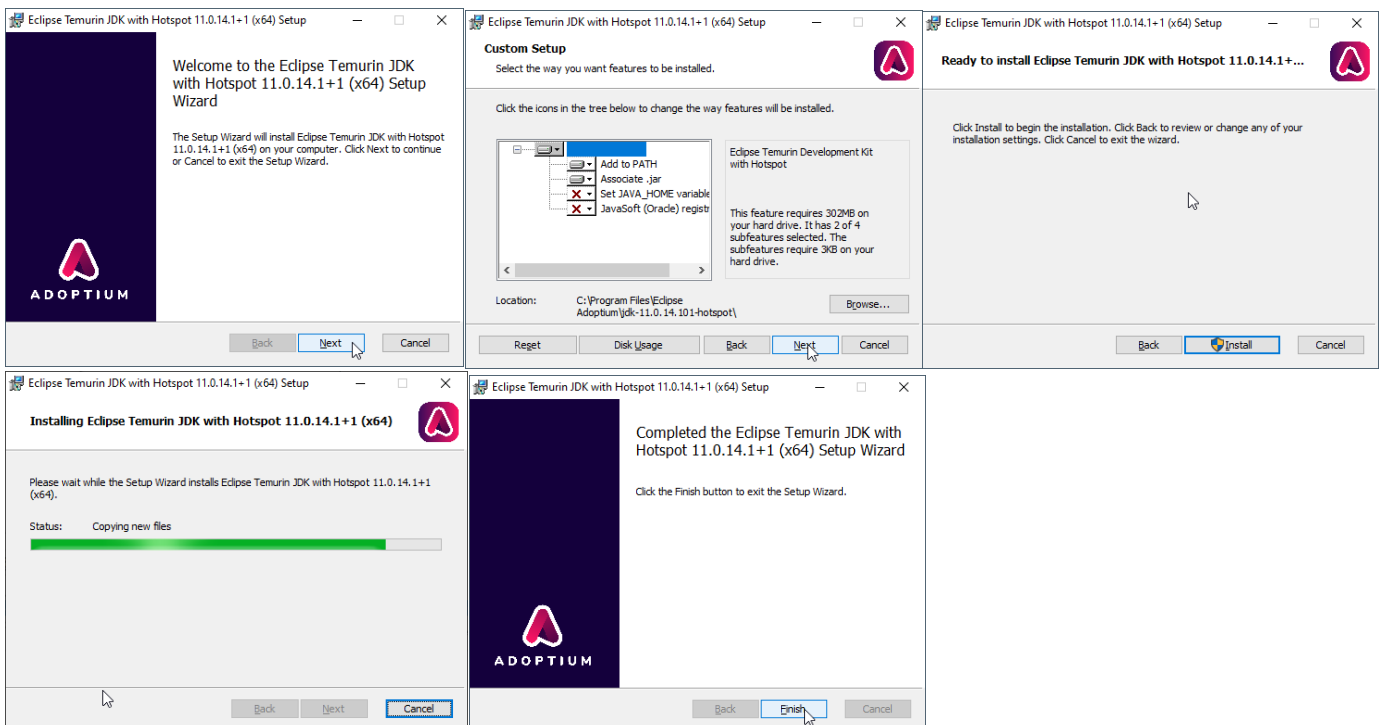 Eclipse Temurin JDK with Hotspot 11.0.14.1+1 (x64) Setup
Welcome to the Eclipse Temurin JDK
with Hotspot 11.0.14.1+1 (x64) Setup
Wizard
The Setup Wizard will install Eclipse Temurin JDK with Hotspot
11.0.14.1+1 (x64) on your computer. Click Next to continue
or Cancel to exit the Setup Wizard.
ADOPTIUM
Back
Next
Cancel
Eclipse Temurin JDK with Hotspot 11.0.14.1+1 (x64) Setup
Custom Setup
Select the way you want features to be installed.
Click the icons in the tree below to change the way features will be installed.
Add to PATH
Associate .jar
Set JAVA_HOME variable
JavaSoft (Oracle) registr
Eclipse Temurin Development Kit
with Hotspot
This feature requires 302MB on
your hard drive. It has 2 of 4
subfeatures selected. The
subfeatures require 3KB on your
hard drive.
Location:
C:\Program Files\Eclipse
Adoptium\jdk-11.0.14.101-hotspot\
Browse...
Reset
Disk Usage
Back
Next
Cancel
Eclipse Temurin JDK with Hotspot 11.0.14.1+1 (x64) Setup
Ready to install Eclipse Temurin JDK with Hotspot 11.0.14.1+...
Click Install to begin the installation. Click Back to review or change any of your
installation settings. Click Cancel to exit the wizard.
Back
Install
Cancel
Eclipse Temurin JDK with Hotspot 11.0.14.1+1 (x64) Setup
Installing Eclipse Temurin JDK with Hotspot 11.0.14.1+1 (x64)
Please wait while the Setup Wizard installs Eclipse Temurin JDK with Hotspot 11.0.14.1+1
(x64).
Status:
Copying new files
Back
Next
Cancel
Eclipse Temurin JDK with Hotspot 11.0.14.1+1 (x64) Setup
Completed the Eclipse Temurin JDK with
Hotspot 11.0.14.1+1 (x64) Setup Wizard
Click the Finish button to exit the Setup Wizard.
ADOPTIUM
Back
Finish
Cancel